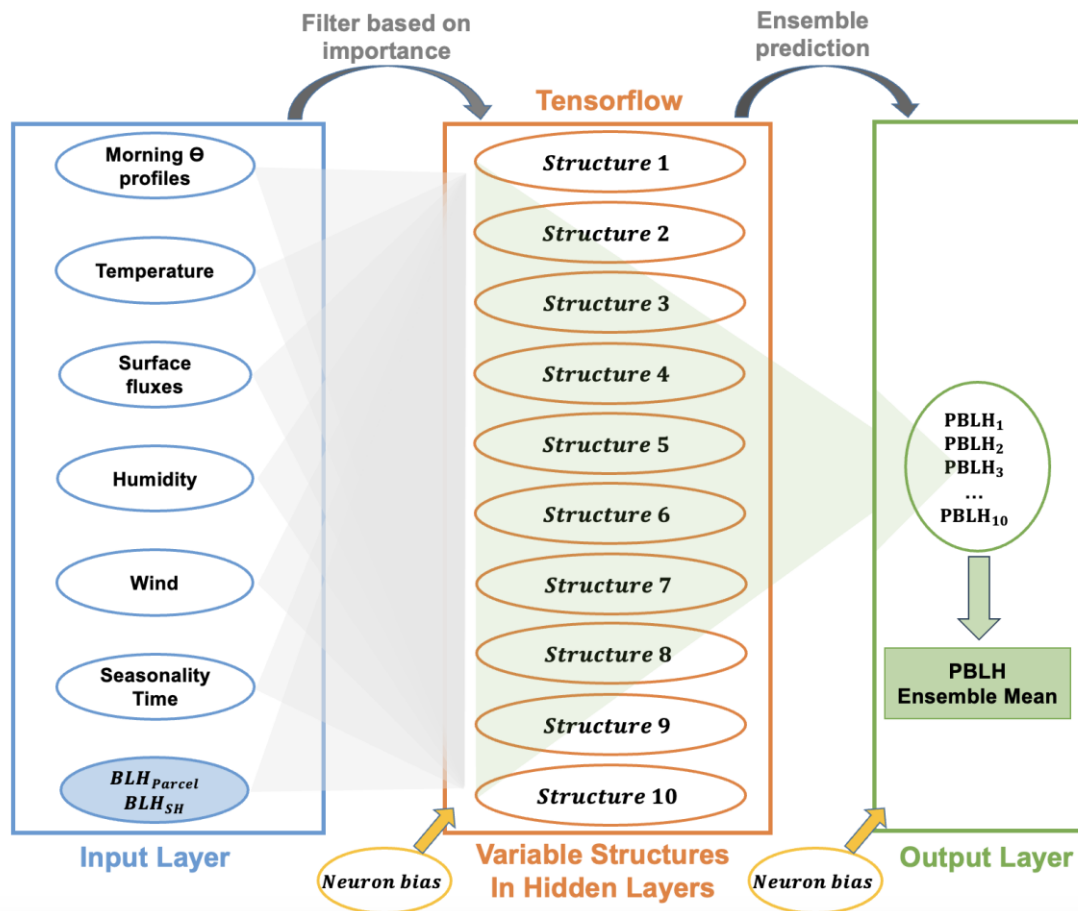 Filter based on
importance
Ensemble
prediction
Tensorflow
Morning Θ
profiles
Temperature
Surface
fluxes
Humidity
Wind
Seasonality
Time
BLH_Parcel
BLH_SH
Input Layer
Structure 1
Structure 2
Structure 3
Structure 4
Structure 5
Structure 6
Structure 7
Structure 8
Structure 9
Structure 10
Neuron bias
Variable Structures
In Hidden Layers
PBLH₁
PBLH₂
PBLH₃
...
PBLH₁₀
PBLH
Ensemble Mean
Neuron bias
Output Layer